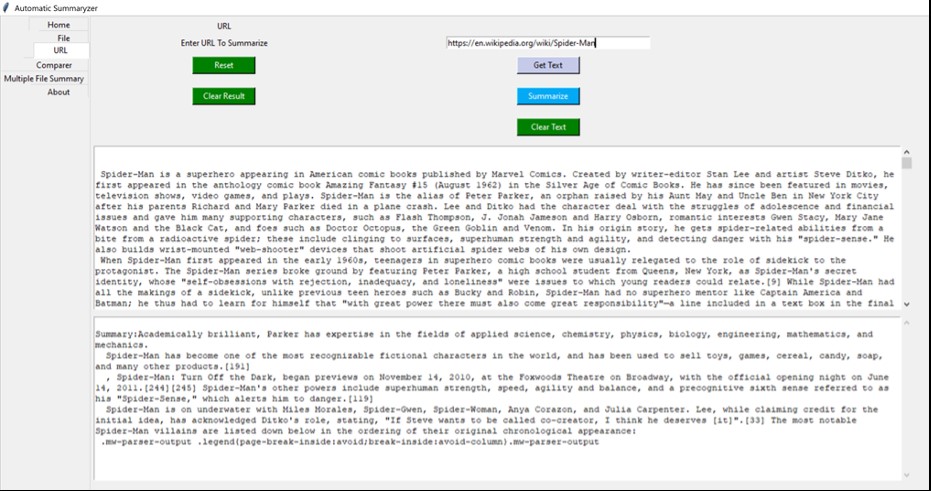 Automatic Summaryzer
Home
File
URL
Comparer
Multiple File Summary
About
URL
Enter URL To Summarize
https://en.wikipedia.org/wiki/Spider-Man
Reset
Get Text
Clear Result
Summarize
Clear Text
Spider-Man is a superhero appearing in American comic books published by Marvel Comics. Created by writer-editor Stan Lee and artist Steve Ditko, he
first appeared in the anthology comic book Amazing Fantasy #15 (August 1962) in the Silver Age of Comic Books. He has since been featured in movies,
television shows, video games, and plays. Spider-Man is the alias of Peter Parker, an orphan raised by his Aunt May and Uncle Ben in New York City
after his parents Richard and Mary Parker died in a plane crash. Lee and Ditko had the character deal with the struggles of adolescence and financial
issues and gave him many supporting characters, such as Flash Thompson, J. Jonah Jameson and Harry Osborn, romantic interests Gwen Stacy, Mary Jane
Watson and the Black Cat, and foes such as Doctor Octopus, the Green Goblin and Venom. In his origin story, he gets spider-related abilities from a
bite from a radioactive spider; these include clinging to surfaces, superhuman strength and agility, and detecting danger with his "spider-sense." He
also builds wrist-mounted "web-shooter" devices that shoot artificial spider webs of his own design.
When Spider-Man first appeared in the early 1960s, teenagers in superhero comic books were usually relegated to the role of sidekick to the
protagonist. The Spider-Man series broke ground by featuring Peter Parker, a high school student from Queens, New York, as Spider-Man's secret
identity, whose "self-obsessions with rejection, inadequacy, and loneliness" were issues to which young readers could relate.[9] While Spider-Man had
all the makings of a sidekick, unlike previous teen heroes such as Bucky and Robin, Spider-Man had no superhero mentor like Captain America and
Batman; he thus had to learn for himself that "with great power there must also come great responsibility"—a line included in a text box in the final
Summary:Academically brilliant, Parker has expertise in the fields of applied science, chemistry, physics, biology, engineering, mathematics, and
mechanics.
Spider-Man has become one of the most recognizable fictional characters in the world, and has been used to sell toys, games, cereal, candy, soap,
and many other products.[191]
, Spider-Man: Turn Off the Dark, began previews on November 14, 2010, at the Foxwoods Theatre on Broadway, with the official opening night on June
14, 2011.[244][245] Spider-Man's other powers include superhuman strength, speed, agility and balance, and a precognitive sixth sense referred to as
his "Spider-Sense," which alerts him to danger.[119]
Spider-Man is on underwater with Miles Morales, Spider-Gwen, Spider-Woman, Anya Corazon, and Julia Carpenter. Lee, while claiming credit for the
initial idea, has acknowledged Ditko's role, stating, "If Steve wants to be called co-creator, I think he deserves [it]".[33] The most notable
Spider-Man villains are listed down below in the ordering of their original chronological appearance:
.mw-parser-output .legend{page-break-inside:avoid;break-inside:avoid-column}.mw-parser-output